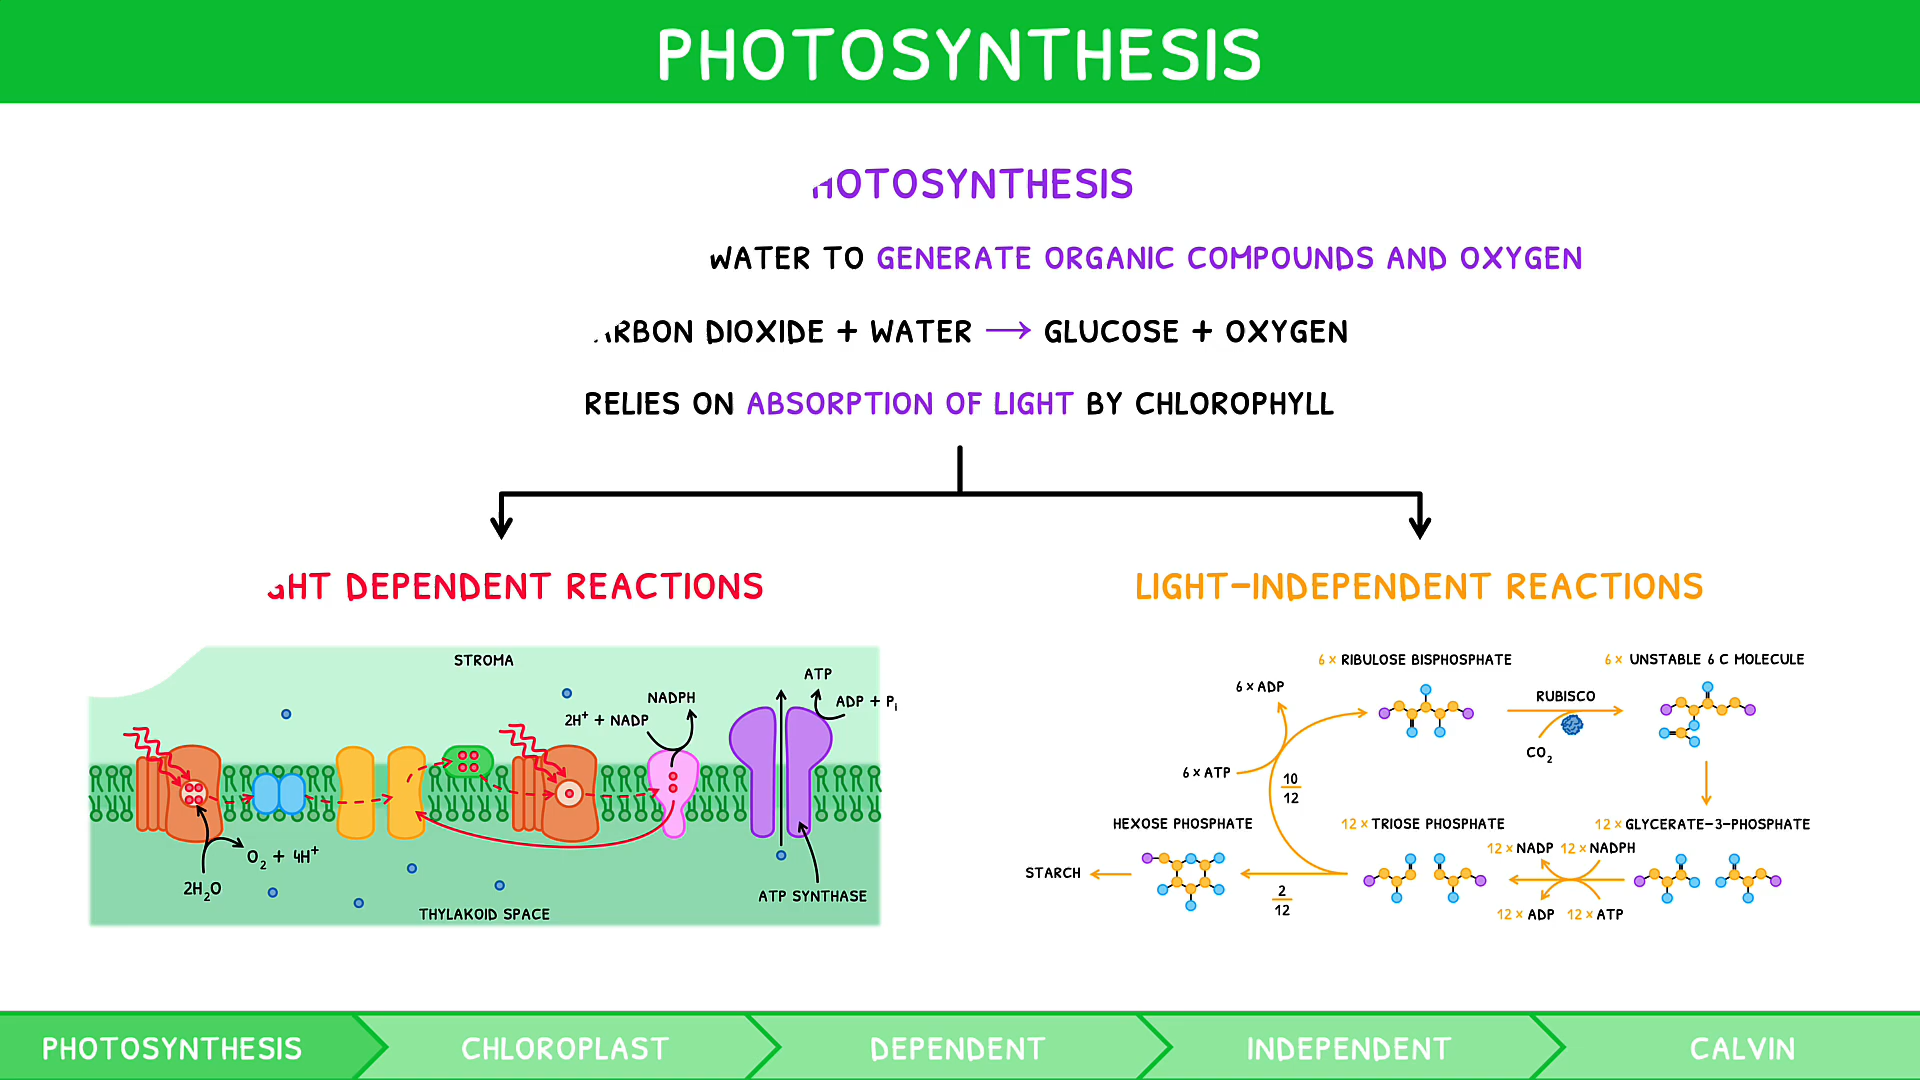 PHOTOSYNTHESIS
HOTOSYNTHESIS
WATER TO GENERATE ORGANIC COMPOUNDS AND OXYGEN
RBON DIOXIDE + WATER → GLUCOSE + OXYGEN
RELIES ON ABSORPTION OF LIGHT BY CHLOROPHYLL
GHT DEPENDENT REACTIONS
LIGHT-INDEPENDENT REACTIONS
STROMA
ATP
ADP + Pi
NADPH
2H⁺ + NADP
O₂ + 4H⁺
2H₂O
ATP SYNTHASE
THYLAKOID SPACE
6 × RIBULOSE BISPHOSPHATE
6 × UNSTABLE 6 C MOLECULE
6 × ADP
RUBISCO
CO₂
6 × ATP
10
12
HEXOSE PHOSPHATE
12 × TRIOSE PHOSPHATE
12 × GLYCERATE-3-PHOSPHATE
12 × NADP 12 × NADPH
STARCH
2
12
12 × ADP 12 × ATP
PHOTOSYNTHESIS
CHLOROPLAST
DEPENDENT
INDEPENDENT
CALVIN